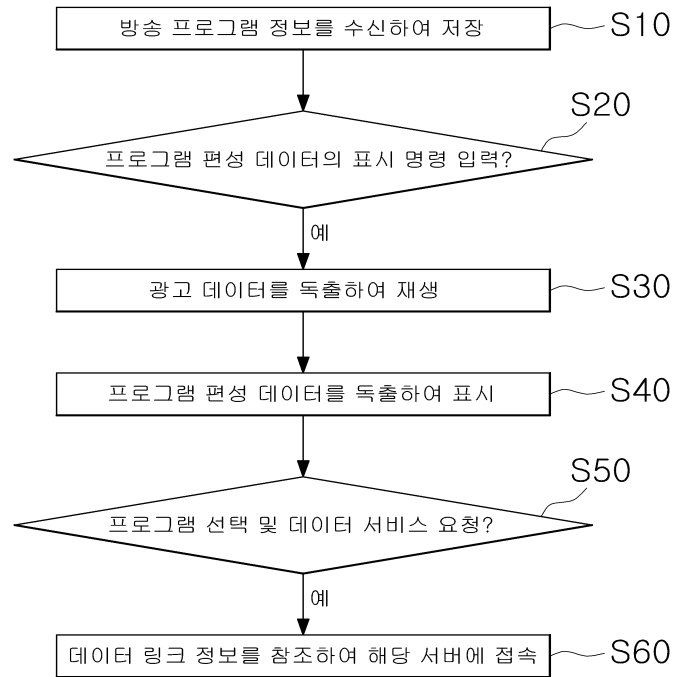 방송 프로그램 정보를 수신하여 저장
S10
S20
프로그램 편성 데이터의 표시 명령 입력?
예
광고 데이터를 독출하여 재생
S30
프로그램 편성 데이터를 독출하여 표시
S40
S50
프로그램 선택 및 데이터 서비스 요청?
예
데이터 링크 정보를 참조하여 해당 서버에 접속
S60